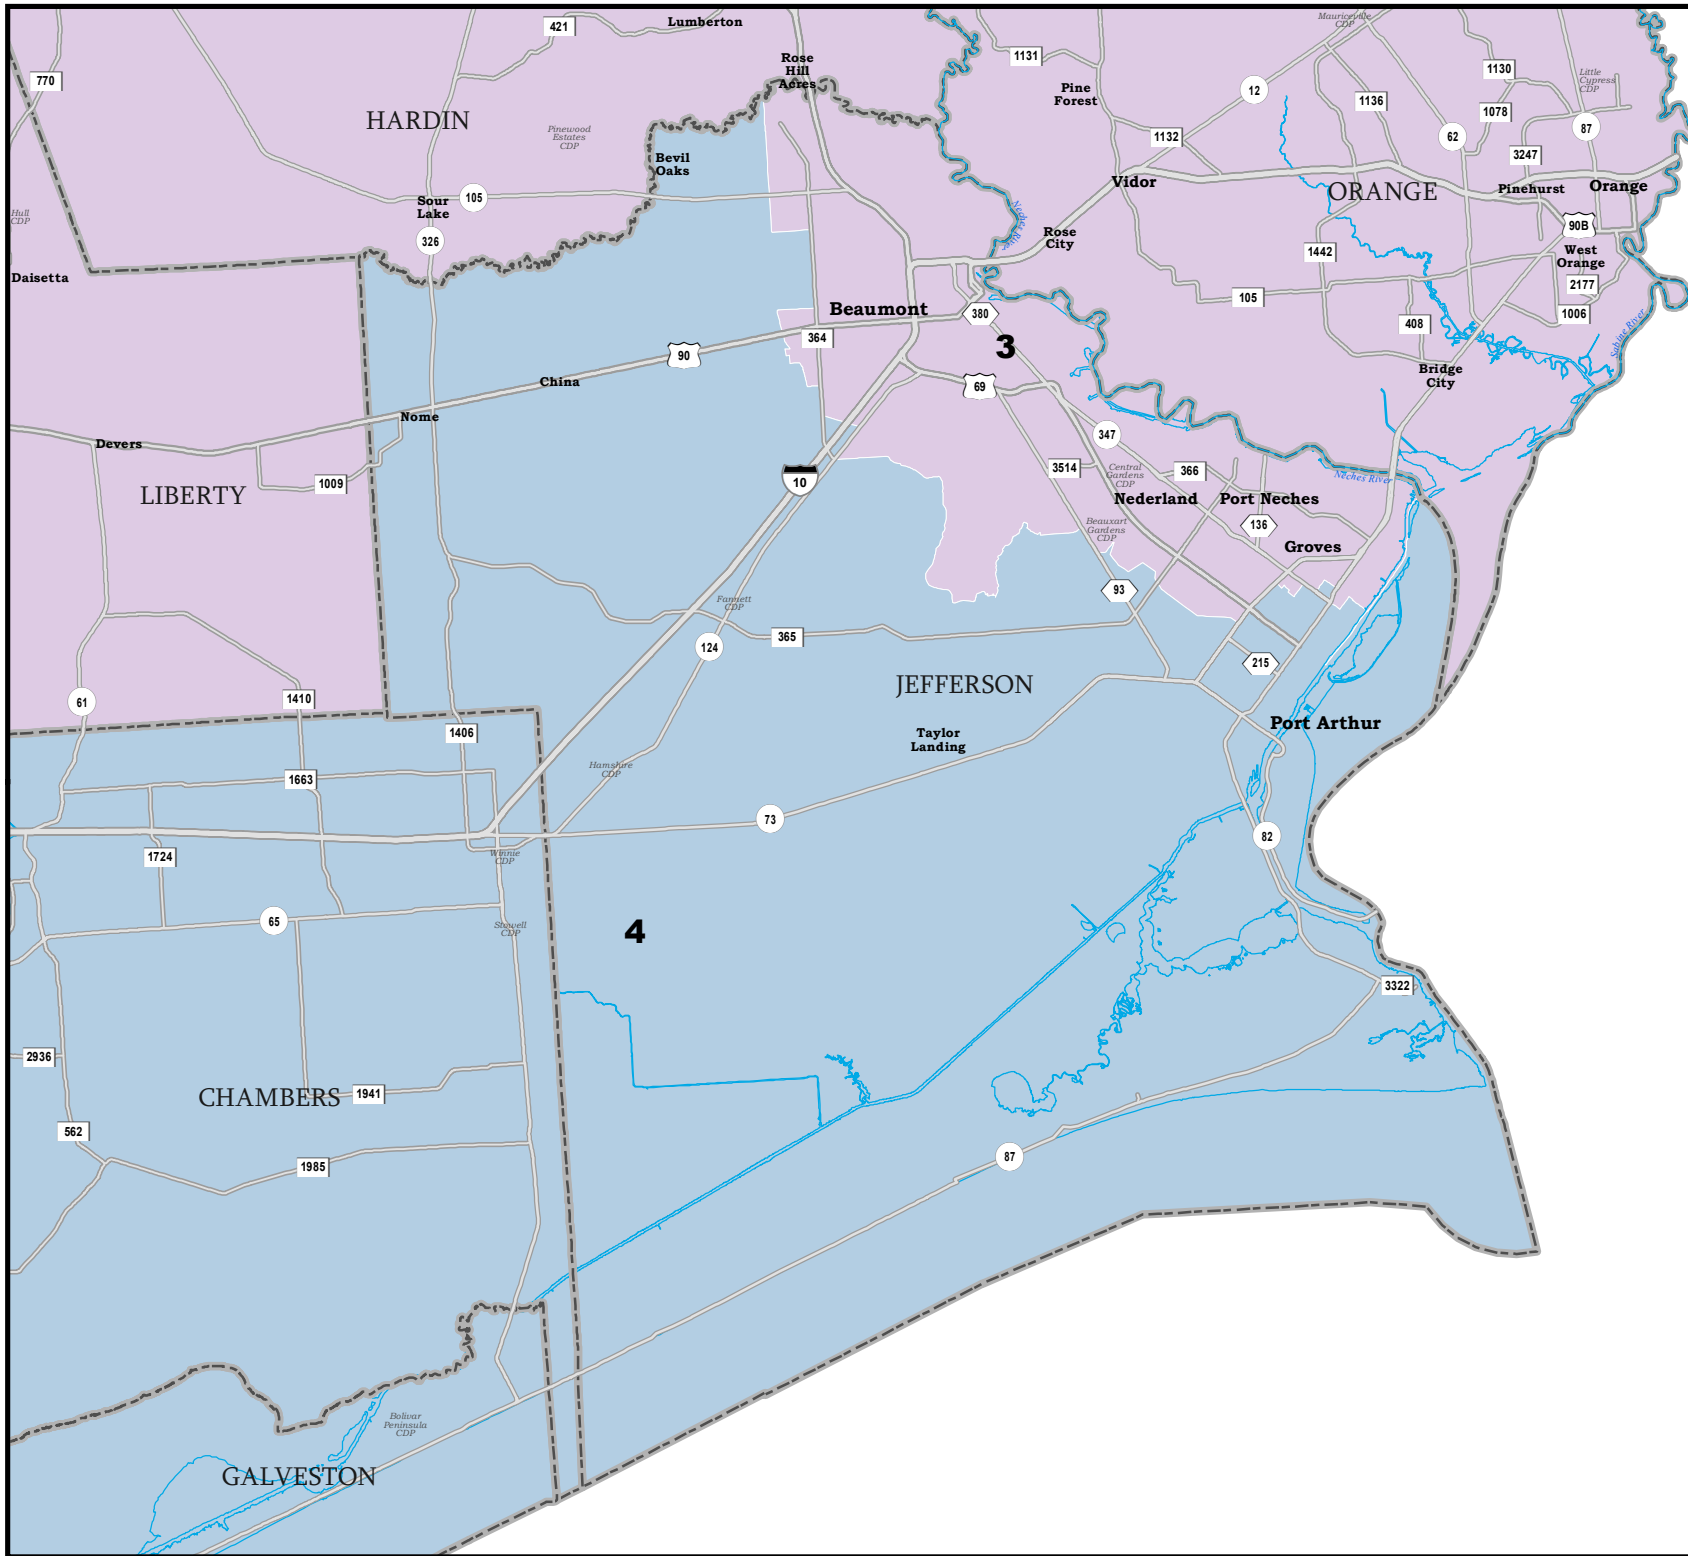 421
Lumberton
Mauriceville
CDP
770
Rose
Hill
Acres
1131
Pine
Forest
12
1130
Little
Cypress
CDP
1136
1078
HARDIN
Pinewood
Estates
CDP
1132
62
87
Bevil
Oaks
3247
Vidor
ORANGE
Pinehurst
Orange
Hull
CDP
Sour
Lake
105
326
Neches River
Rose
City
90B
1442
West
Orange
Daisetta
2177
105
1006
Beaumont
380
408
Sabine River
364
3
90
Bridge
City
China
69
Nome
Devers
347
LIBERTY
1009
10
3514
Central
Gardens
CDP
366
Neches River
Nederland
Port Neches
Beauxart
Gardens
CDP
136
Groves
93
Fannett
CDP
124
365
215
JEFFERSON
61
1410
1406
Port Arthur
Taylor
Landing
Hamshire
CDP
1663
73
82
1724
Winnie
CDP
65
Stowell
CDP
4
3322
2936
CHAMBERS
1941
562
1985
87
Bolivar
Peninsula
CDP
GALVESTON